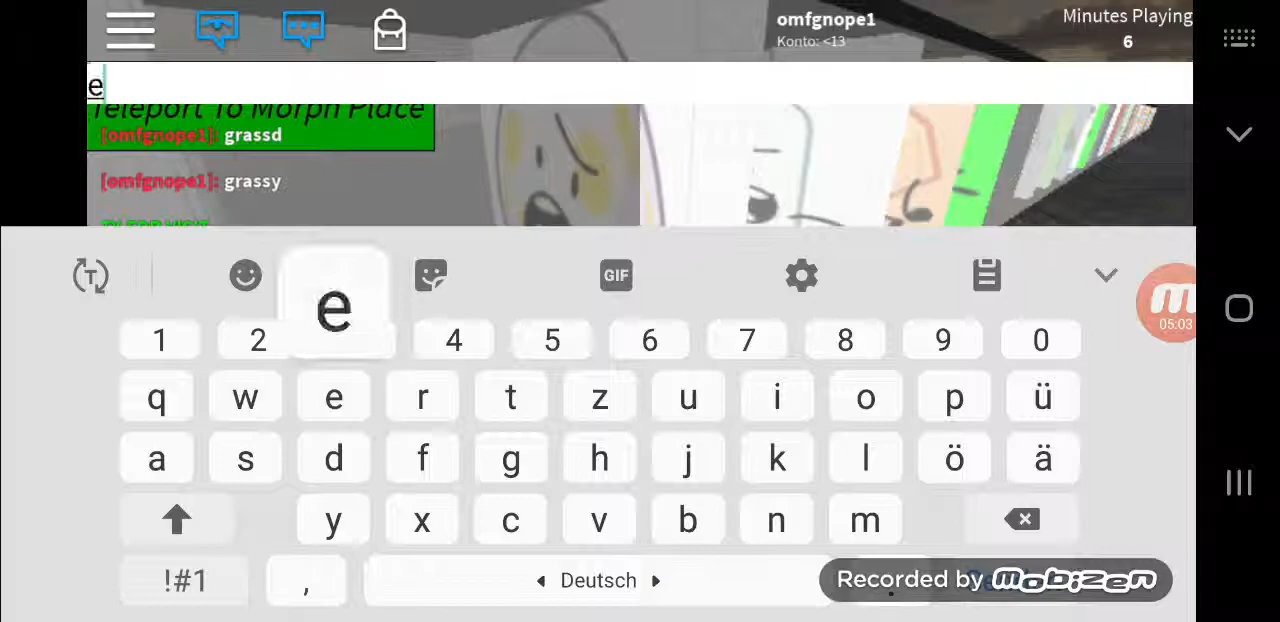 omfgnope1
Konto: <13
Minutes Playing
6
e
Teleport To Morph Place
[omfgnope1]: grassd
[omfgnope1]: grassy
e
GIF
05:03
1 2 4 5 6 7 8 9 0
q w e r t z u i o p ü
a s d f g h j k l ö ä
y x c v b n m
!#1 , Deutsch .
Recorded by mobizen